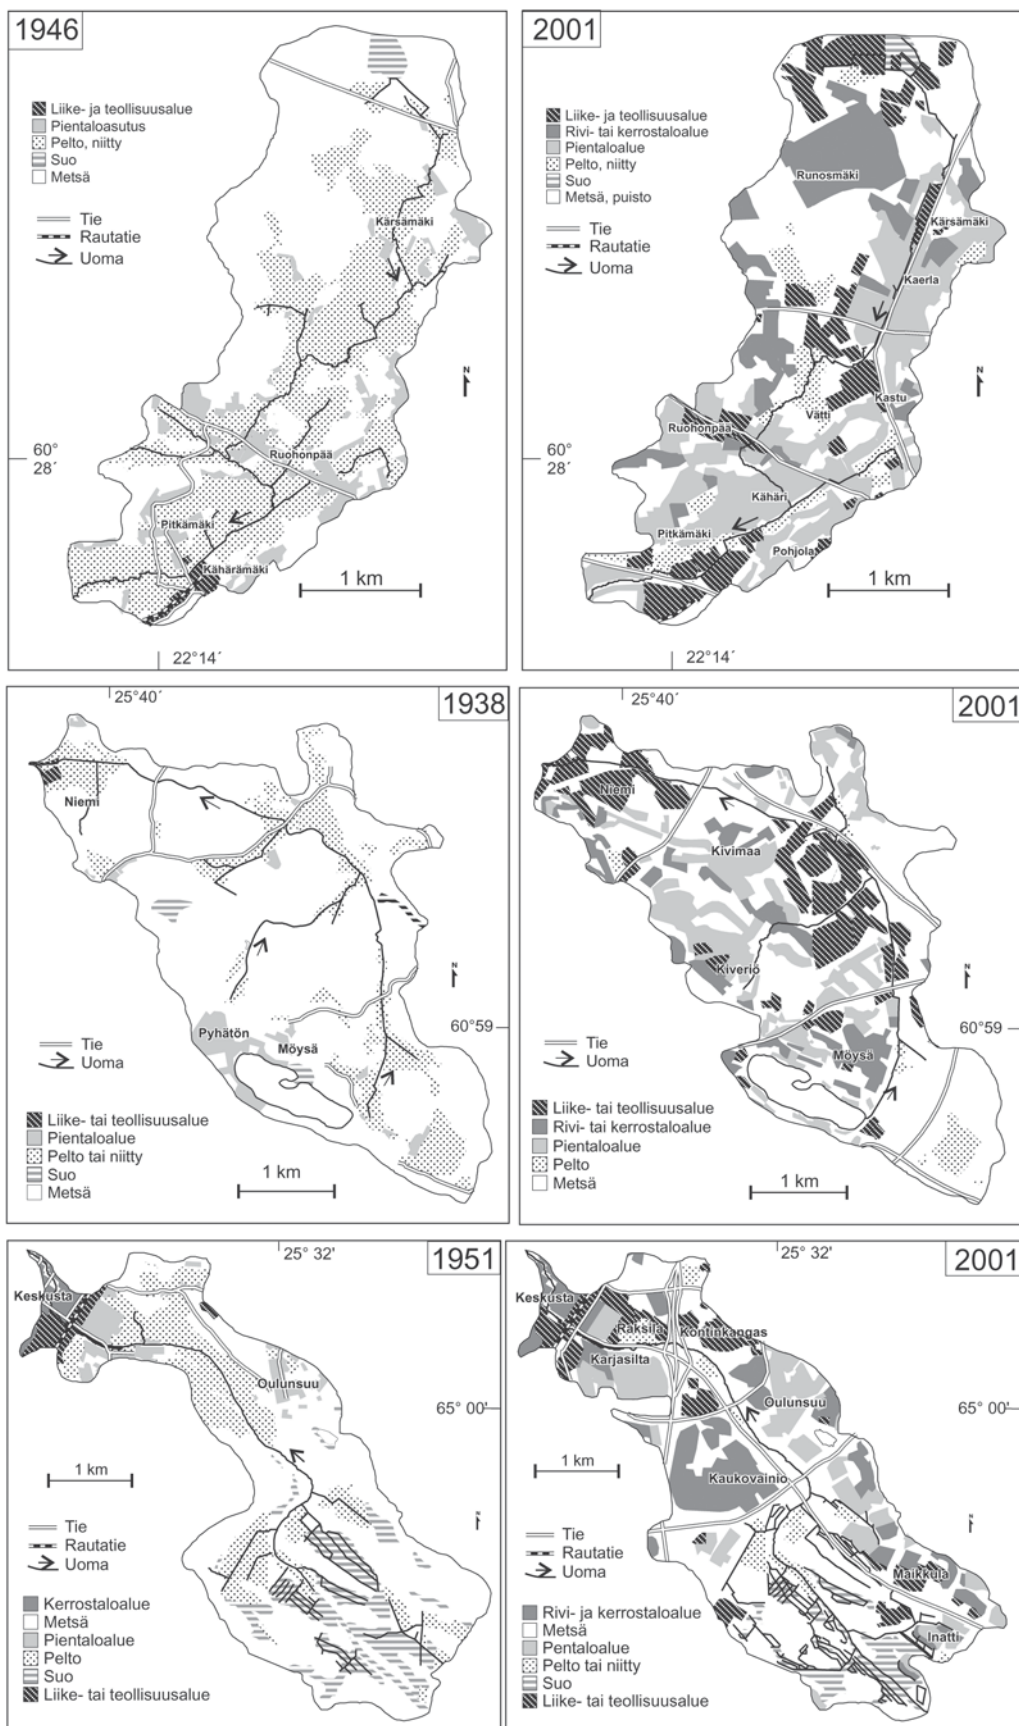 1946
Liike- ja teollisuusalue
Pientaloasutus
Pelto, niitty
Suo
Metsä
Tie
Rautatie
Uoma
Kärsämäki
N
60°
28´
Ruohonpää
Pitkämäki
Kähärämäki
1 km
22°14´
2001
Liike- ja teollisuusalue
Rivi- tai kerrostaloalue
Pientaloalue
Pelto, niitty
Suo
Metsä, puisto
Tie
Rautatie
Uoma
Runosmäki
Kärsämäki
Kaerla
N
Kastu
Vätti
Ruohonpää
60°
28´
Kähäri
Pitkämäki
Pohjola
1 km
22°14´
25°40´
1938
Niemi
N
60°59
Pyhätön
Möysä
Tie
Uoma
Liike- tai teollisuusalue
Pientaloalue
Pelto tai niitty
Suo
Metsä
1 km
25°40´
2001
Niemi
Kivimaa
Kiveriö
N
60°59
Möysä
Tie
Uoma
Liike- tai teollisuusalue
Rivi- tai kerrostaloalue
Pientaloalue
Pelto
Metsä
1 km
25° 32'
1951
Keskusta
Oulunsuu
65° 00'
1 km
N
Tie
Rautatie
Uoma
Kerrostaloalue
Metsä
Pientaloalue
Pelto
Suo
Liike- tai teollisuusalue
25° 32'
2001
Keskusta
Raksila
Kontinkangas
Karjasilta
Oulunsuu
65° 00'
Kaukovainio
1 km
N
Tie
Rautatie
Uoma
Maikkula
Inatti
Rivi- ja kerrostaloalue
Metsä
Pentaloalue
Pelto tai niitty
Suo
Liike- tai teollisuusalue